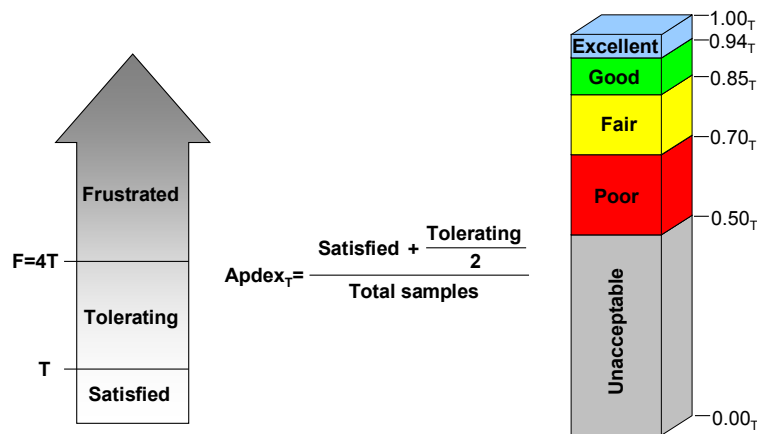 Frustrated
F=4T
Tolerating
T
Satisfied
Apdex_T= (Satisfied + Tolerating/2) / Total samples
Excellent
Good
Fair
Poor
Unacceptable
1.00_T
0.94_T
0.85_T
0.70_T
0.50_T
0.00_T